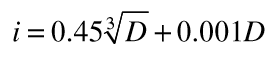 i = 0.45∛D + 0.001D